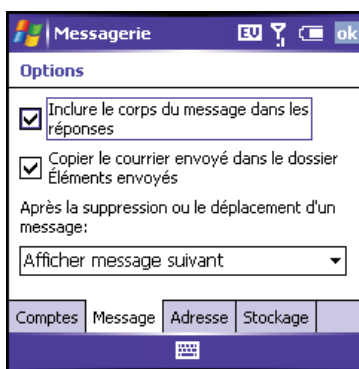 Messagerie EU ok
Options
Inclure le corps du message dans les
réponses
Copier le courrier envoyé dans le dossier
Éléments envoyés
Après la suppression ou le déplacement d'un
message:
Afficher message suivant
Comptes Message Adresse Stockage